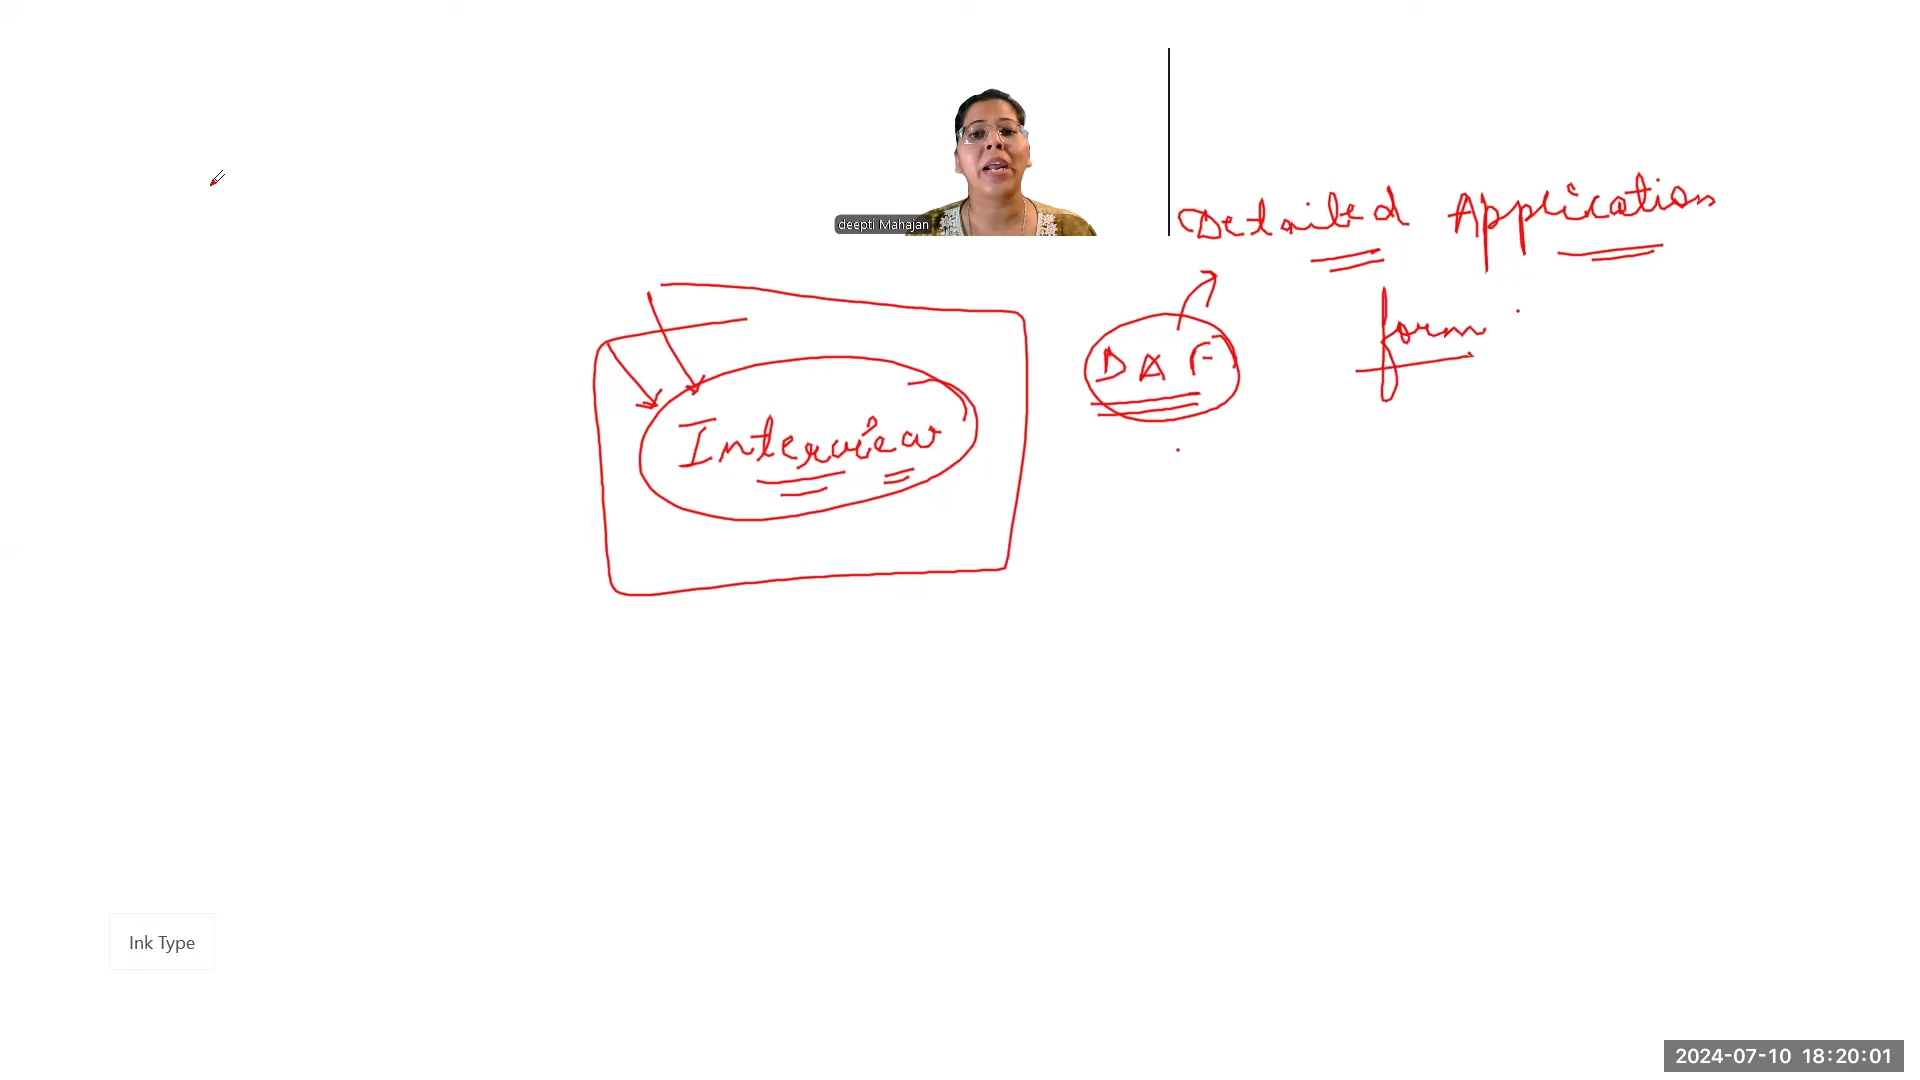 deepti Mahajan
Detailed Application
form
DAF
Interview
Ink Type
2024-07-10 18:20:01